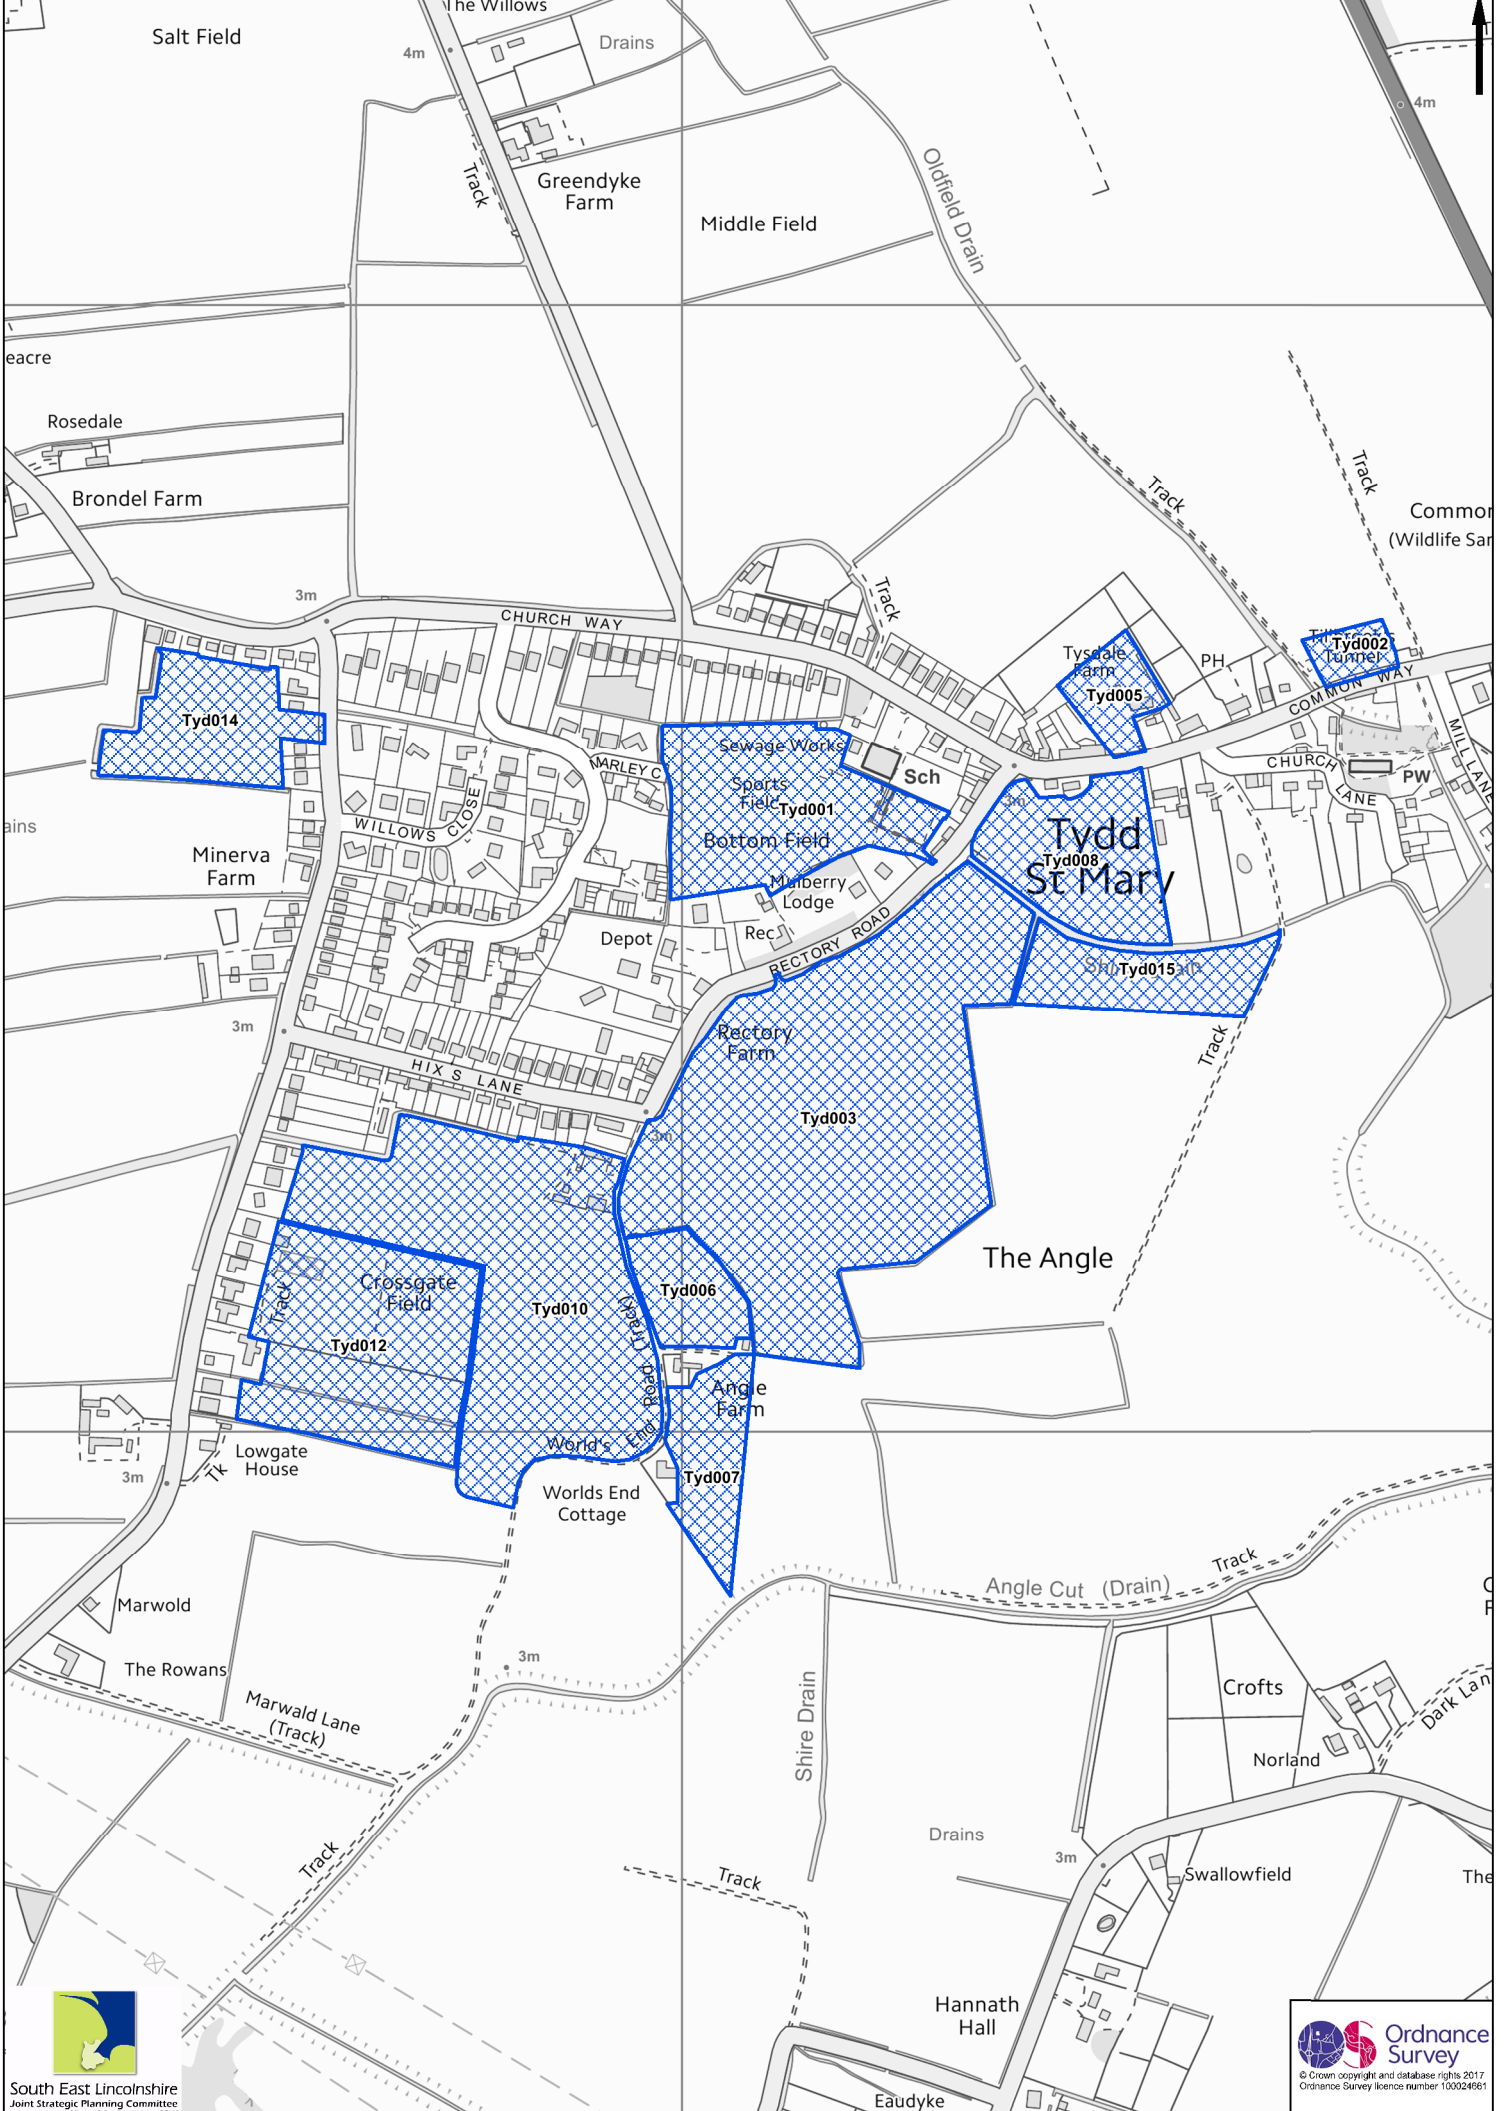 The Willows
Salt Field
4m
Drains
4m
Track
Greendyke
Farm
Oldfield Drain
Middle Field
eacre
Rosedale
Track
Brondel Farm
Track
Common
(Wildlife San
3m
Track
CHURCH WAY
Tyd002
Tunnel
Tysdale
Farm
PH
Tyd005
COMMON WAY
Tyd014
Sewage Works
MARLEY C
Sch
CHURCH
LANE
PW
MILL LANE
Sports
Field
Tyd001
3m
ains
WILLOWS CLOSE
Bottom Field
Tydd
St Mary
Tyd008
Minerva
Farm
Mulberry
Lodge
Depot
Rec
RECTORY ROAD
Tyd015
3m
Rectory
Farm
Track
HIX'S LANE
Tyd003
3m
The Angle
Track
Crossgate
Field
Tyd006
Tyd010
Tyd012
World's End Road (Track)
Angle
Farm
Lowgate
House
Tk
3m
Tyd007
Worlds End
Cottage
Track
Angle Cut (Drain)
Marwold
3m
The Rowans
Marwald Lane
(Track)
Shire Drain
Crofts
Dark Lan
Norland
Drains
3m
Track
Track
Swallowfield
The
Hannath
Hall
Eaudyke
South East Lincolnshire
Joint Strategic Planning Committee
Ordnance
Survey
© Crown copyright and database rights 2017
Ordnance Survey licence number 100024661